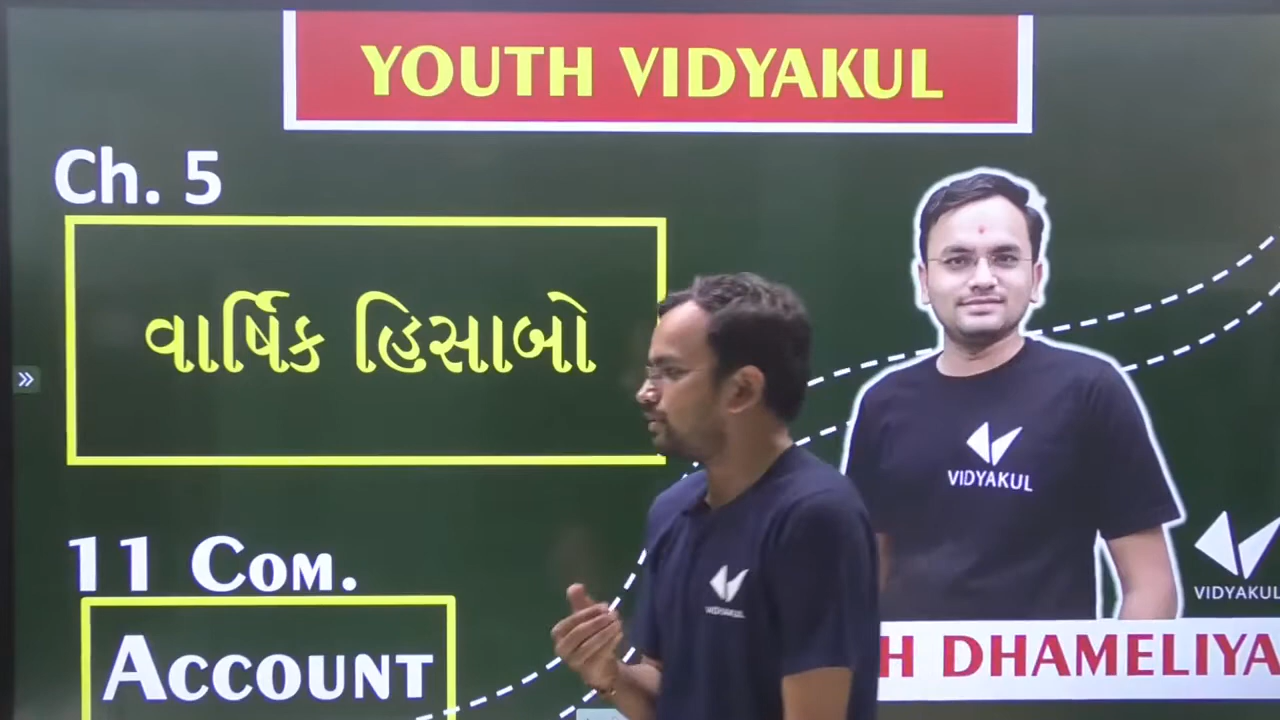 YOUTH VIDYAKUL
Ch. 5
વાર્ષિક હિસાબો
11 COM.
ACCOUNT
VIDYAKUL
VIDYAKUL
VIDYAKUL
DHAMELIYA